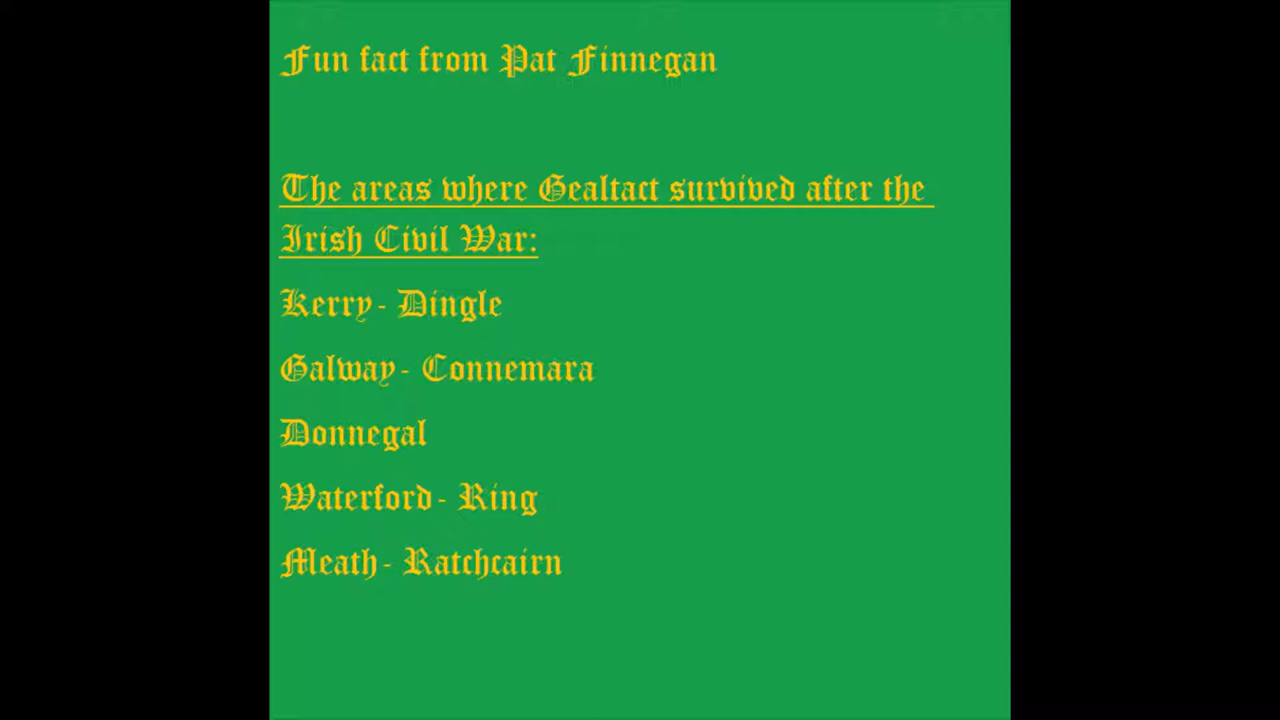 Fun fact from Pat Finnegan
The areas where Gealtact survived after the
Irish Civil War:
Kerry- Dingle
Galway- Connemara
Donnegal
Waterford- Ring
Meath- Ratchcairn